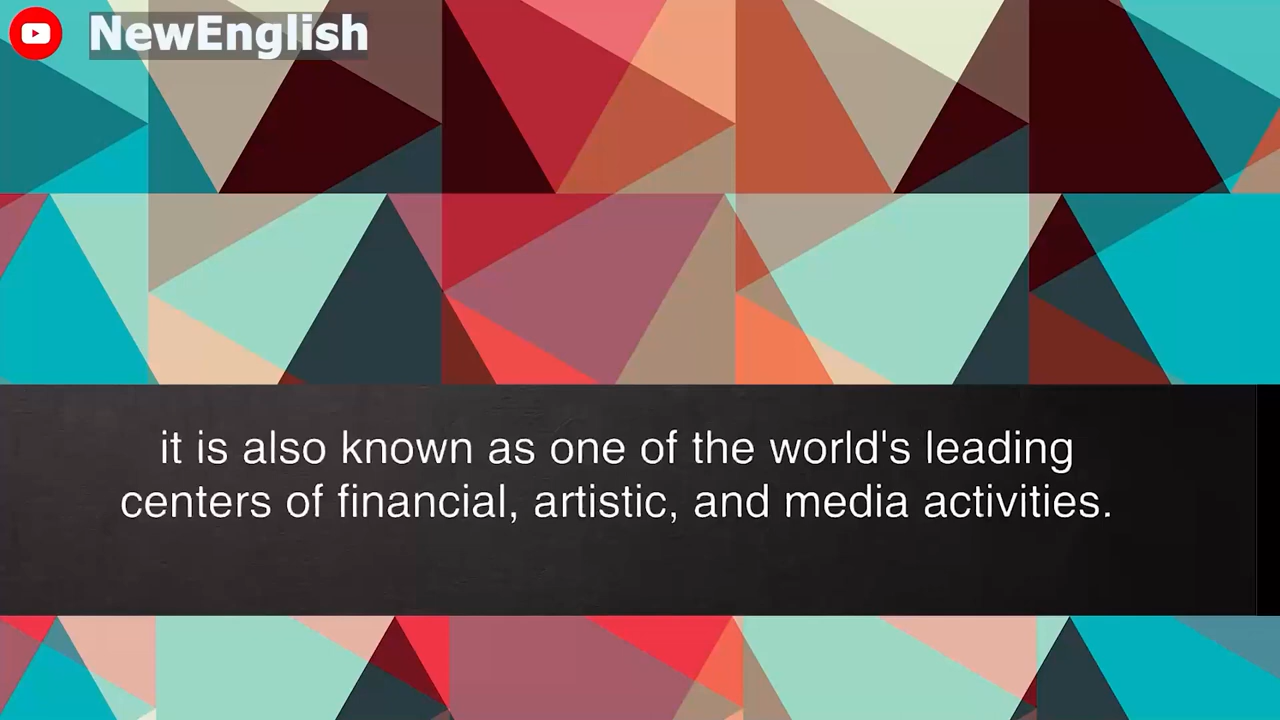 NewEnglish
it is also known as one of the world's leading
centers of financial, artistic, and media activities.